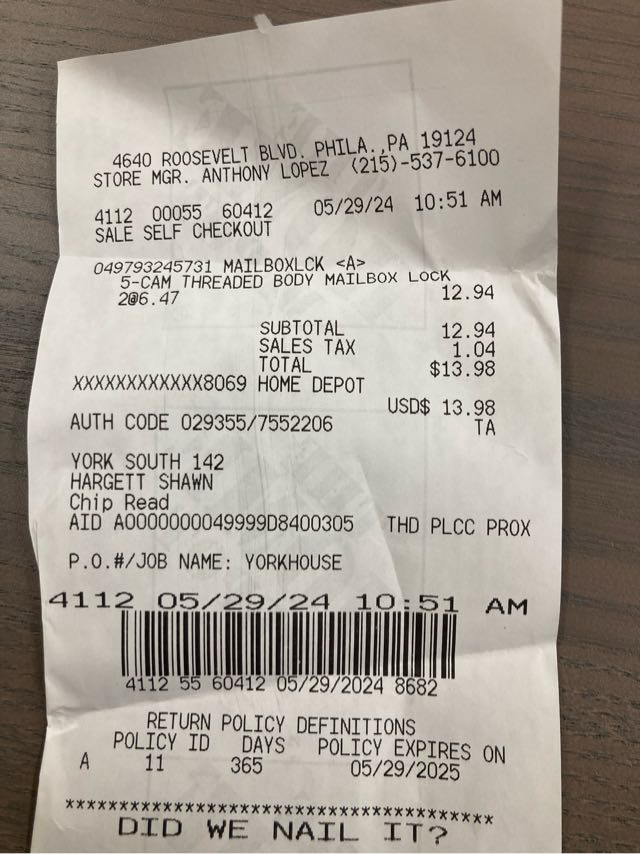 4640 ROOSEVELT BLVD. PHILA.,PA 19124
STORE MGR. ANTHONY LOPEZ (215)-537-6100
4112 00055 60412 05/29/24 10:51 AM
SALE SELF CHECKOUT
049793245731 MAILBOXLCK <A>
5-CAM THREADED BODY MAILBOX LOCK
2@6.47 12.94
SUBTOTAL 12.94
SALES TAX 1.04
TOTAL $13.98
XXXXXXXXXXXX8069 HOME DEPOT
USD$ 13.98
AUTH CODE 029355/7552206 TA
YORK SOUTH 142
HARGETT SHAWN
Chip Read
AID A0000000049999D8400305 THD PLCC PROX
P.O.#/JOB NAME: YORKHOUSE
4112 05/29/24 10:51 AM
4112 55 60412 05/29/2024 8682
RETURN POLICY DEFINITIONS
POLICY ID DAYS POLICY EXPIRES ON
A 11 365 05/29/2025
****************************************
DID WE NAIL IT?